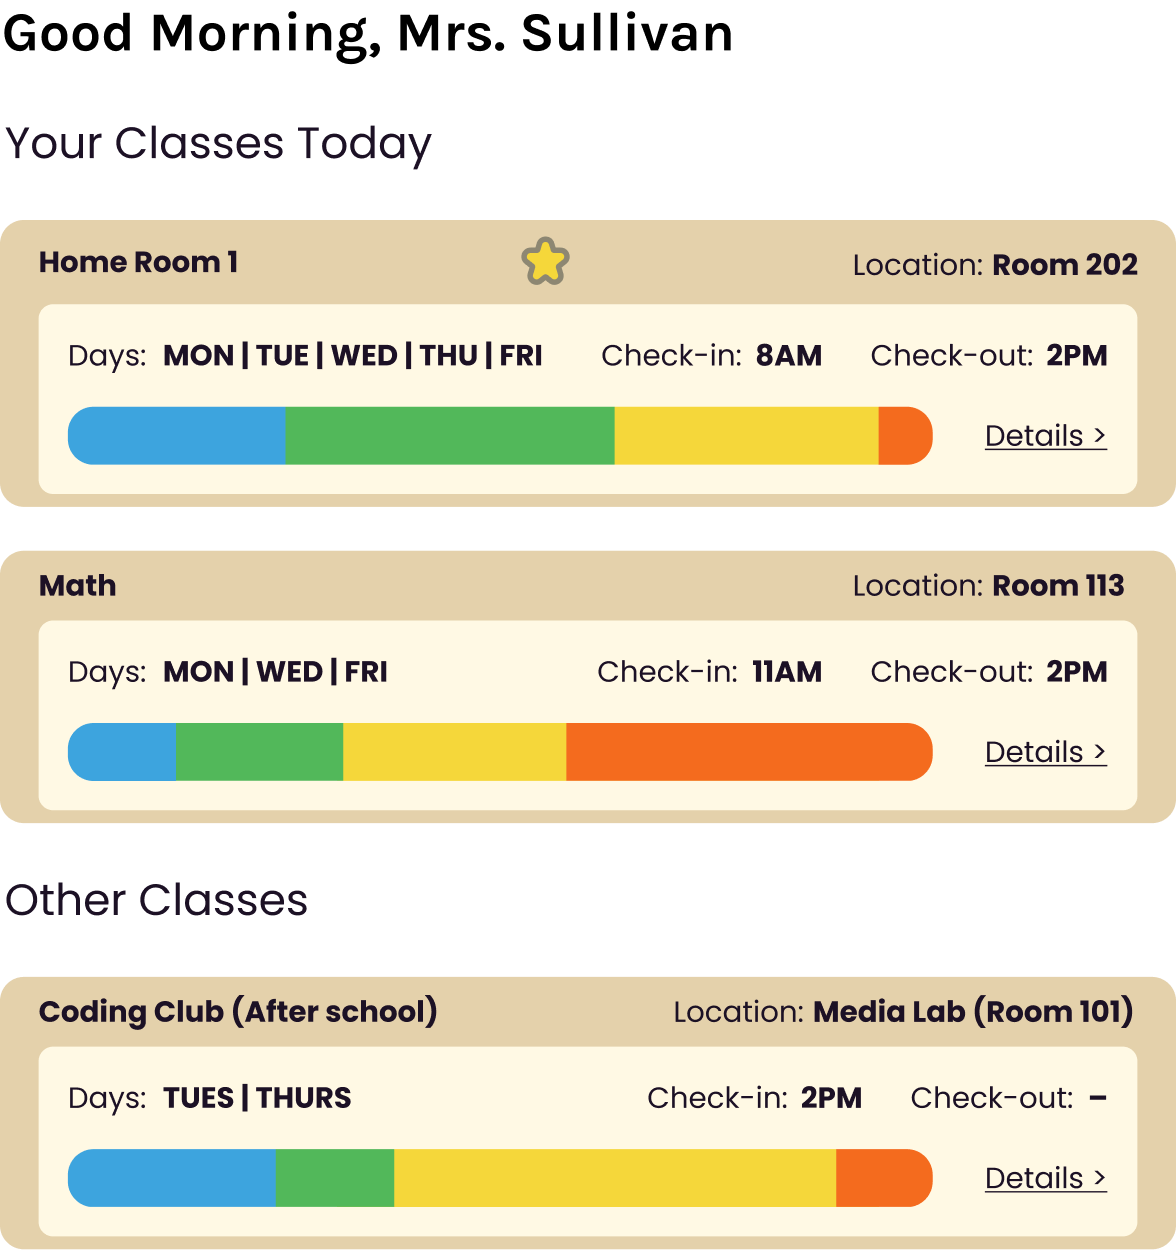 Good Morning, Mrs. Sullivan
Your Classes Today
Home Room 1 Location: Room 202
Days: MON | TUE | WED | THU | FRI Check-in: 8AM Check-out: 2PM
Details >
Math Location: Room 113
Days: MON | WED | FRI Check-in: 11AM Check-out: 2PM
Details >
Other Classes
Coding Club (After school) Location: Media Lab (Room 101)
Days: TUES | THURS Check-in: 2PM Check-out: –
Details >